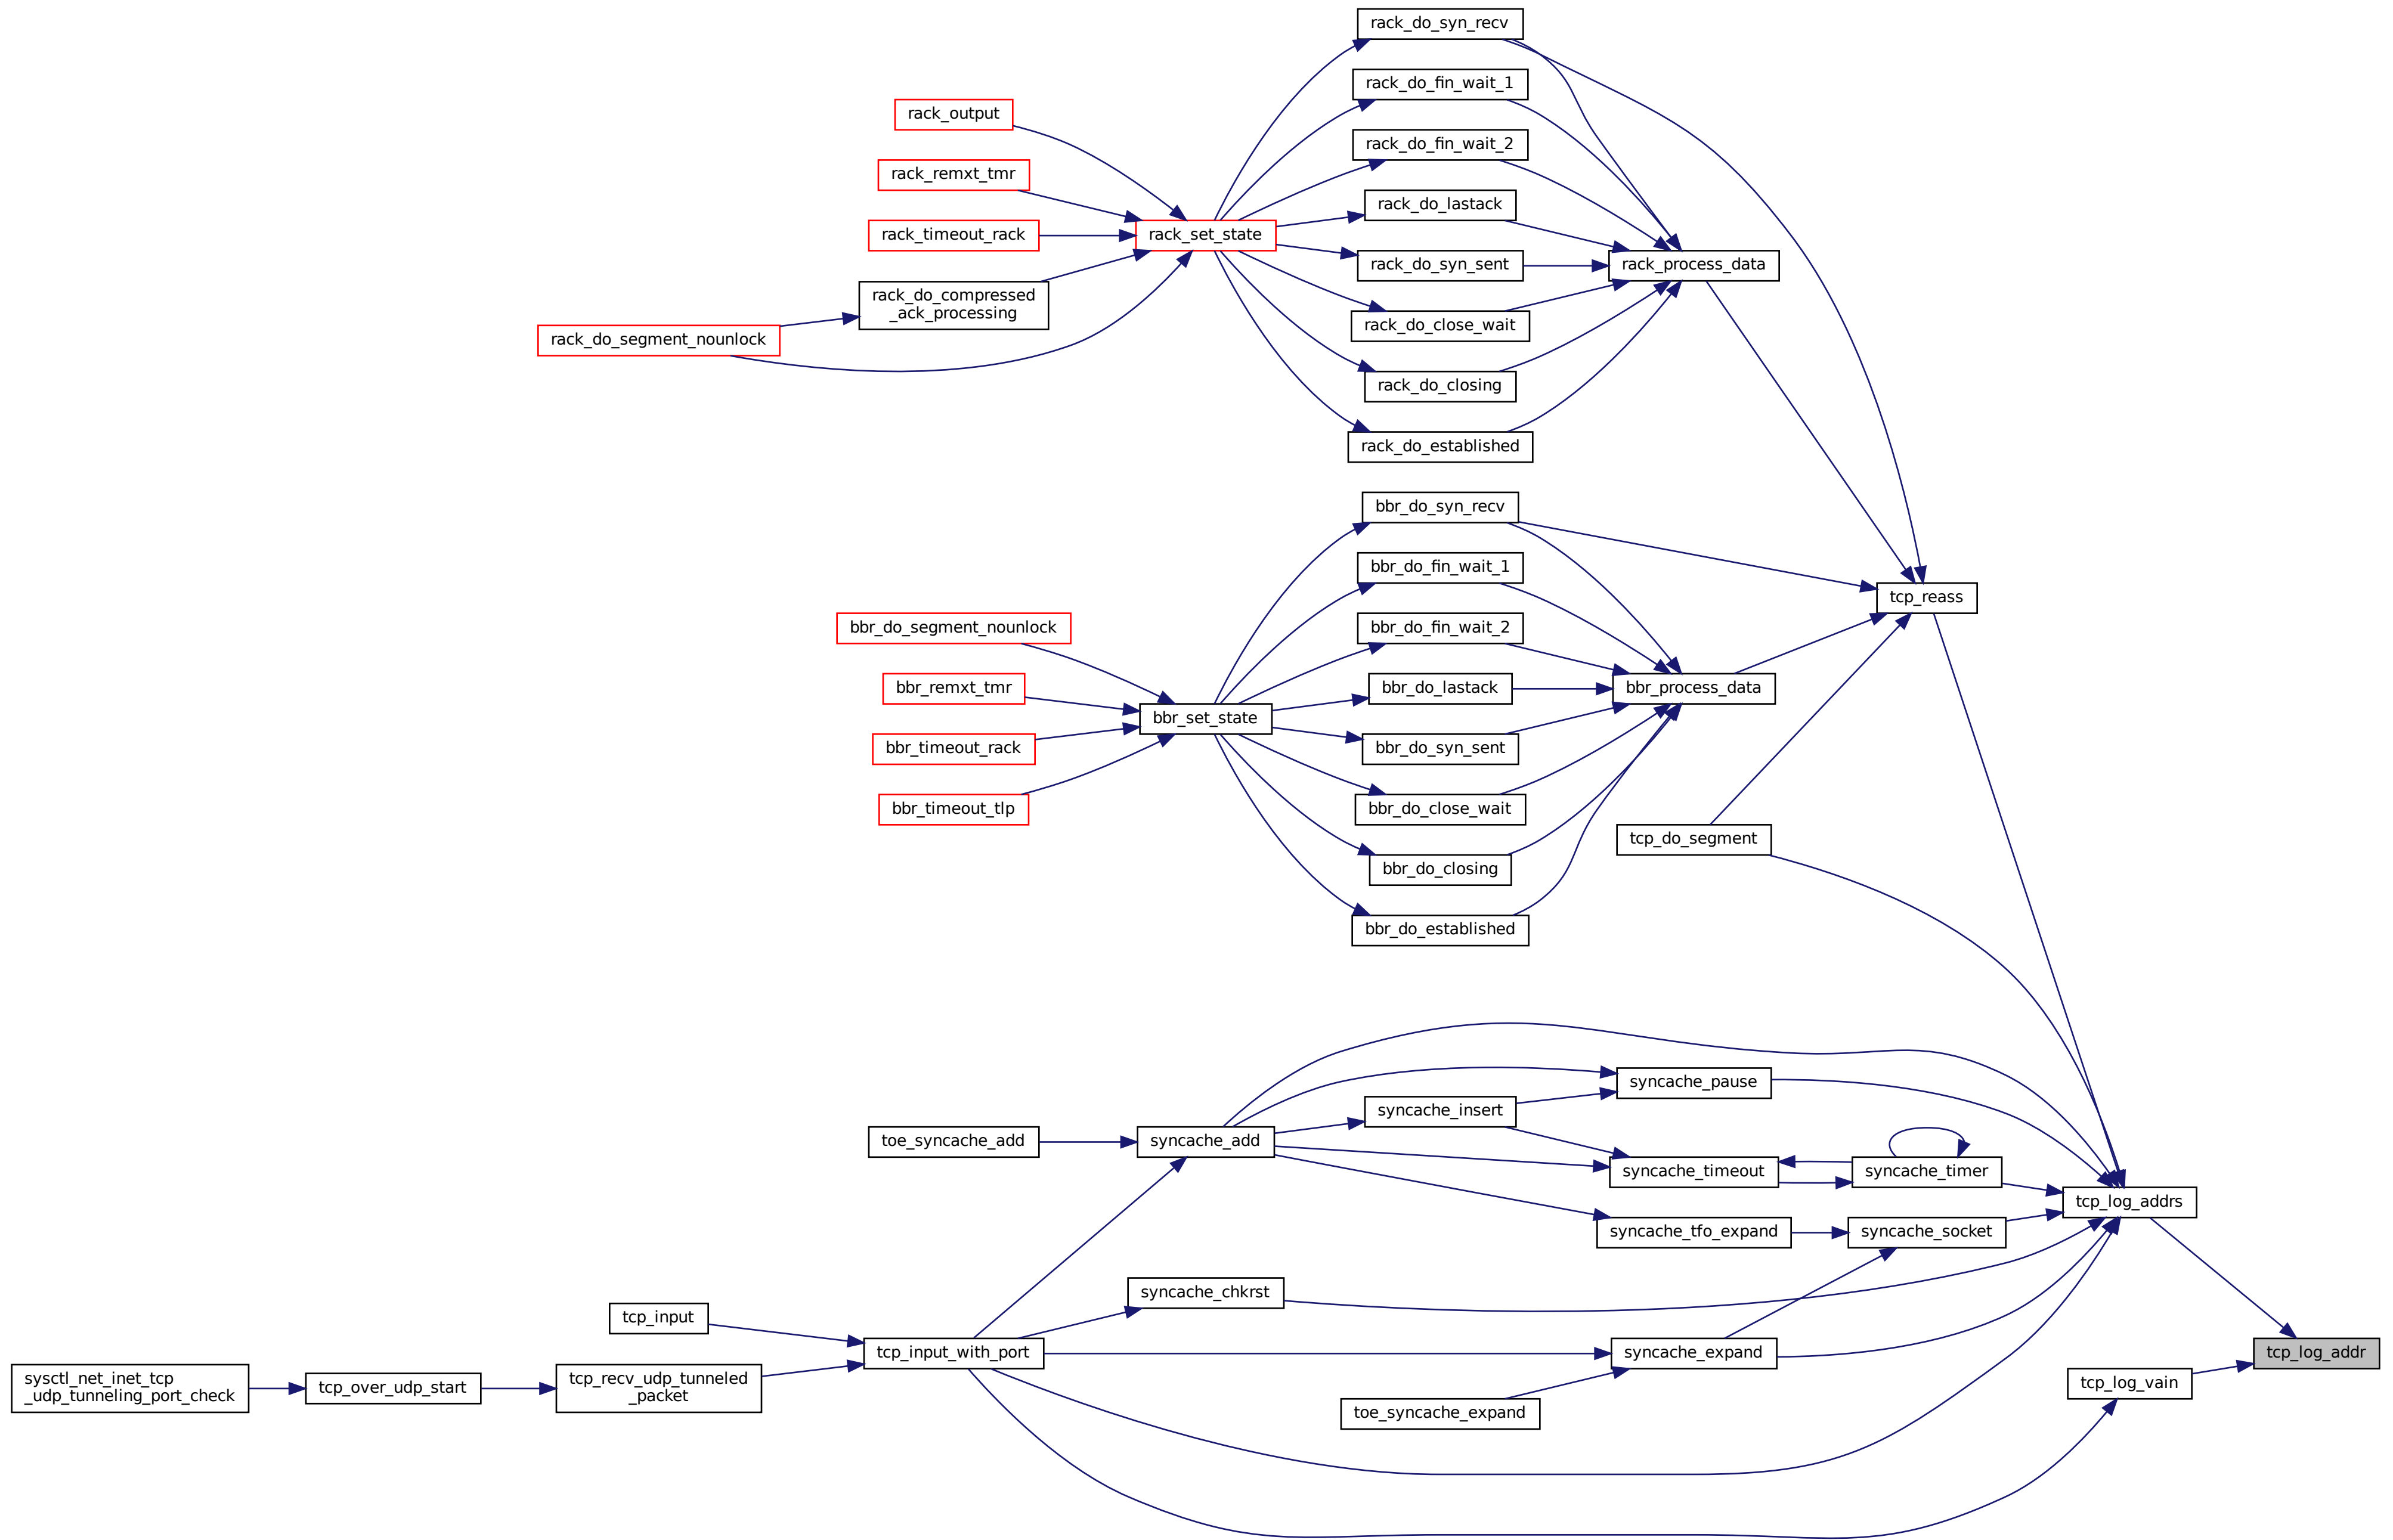 rack_do_syn_recv
rack_do_fin_wait_1
rack_output
rack_do_fin_wait_2
rack_remxt_tmr
rack_do_lastack
rack_timeout_rack
rack_set_state
rack_do_syn_sent
rack_process_data
rack_do_compressed
_ack_processing
rack_do_close_wait
rack_do_segment_nounlock
rack_do_closing
rack_do_established
bbr_do_syn_recv
bbr_do_fin_wait_1
tcp_reass
bbr_do_segment_nounlock
bbr_do_fin_wait_2
bbr_remxt_tmr
bbr_do_lastack
bbr_process_data
bbr_set_state
bbr_timeout_rack
bbr_do_syn_sent
bbr_timeout_tlp
bbr_do_close_wait
tcp_do_segment
bbr_do_closing
bbr_do_established
syncache_pause
syncache_insert
toe_syncache_add
syncache_add
syncache_timeout
syncache_timer
tcp_log_addrs
syncache_tfo_expand
syncache_socket
syncache_chkrst
tcp_input
tcp_input_with_port
syncache_expand
tcp_log_addr
sysctl_net_inet_tcp
_udp_tunneling_port_check
tcp_over_udp_start
tcp_recv_udp_tunneled
_packet
tcp_log_vain
toe_syncache_expand